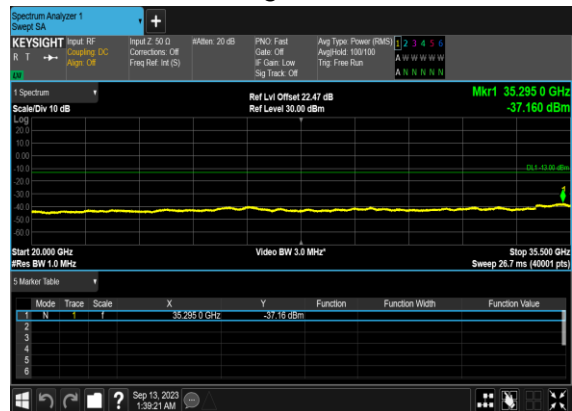 Spectrum Analyzer 1
Swept SA
KEYSIGHT
R T
Input: RF
Coupling: DC
Align: Off
Input Z: 50 Ω
Corrections: Off
Freq Ref: Int (S)
#Atten: 20 dB
PNO: Fast
Gate: Off
IF Gain: Low
Sig Track: Off
Avg Type: Power (RMS)
Avg|Hold: 100/100
Trig: Free Run
1 2 3 4 5 6
A W W W W W
A N N N N N
1 Spectrum
Scale/Div 10 dB
Ref Lvl Offset 22.47 dB
Ref Level 30.00 dBm
Mkr1 35.295 0 GHz
-37.160 dBm
Log
20.0
10.0
0.00
-10.0
DL1 -13.00 dBm
-20.0
-30.0
1
-40.0
-50.0
-60.0
Start 20.000 GHz
#Res BW 1.0 MHz
Video BW 3.0 MHz*
Stop 35.500 GHz
Sweep 26.7 ms (40001 pts)
5 Marker Table
Mode Trace Scale X Y Function Function Width Function Value
1 N 1 f 35.295 0 GHz -37.16 dBm
2
3
4
5
6
?
Sep 13, 2023
1:39:21 AM